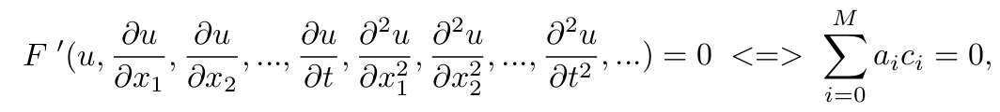 F ′(u, ∂u/∂x₁, ∂u/∂x₂, ..., ∂u/∂t, ∂²u/∂x₁², ∂²u/∂x₂², ..., ∂²u/∂t², ...) = 0 <=> ∑_{i=0}^{M} aᵢcᵢ = 0,